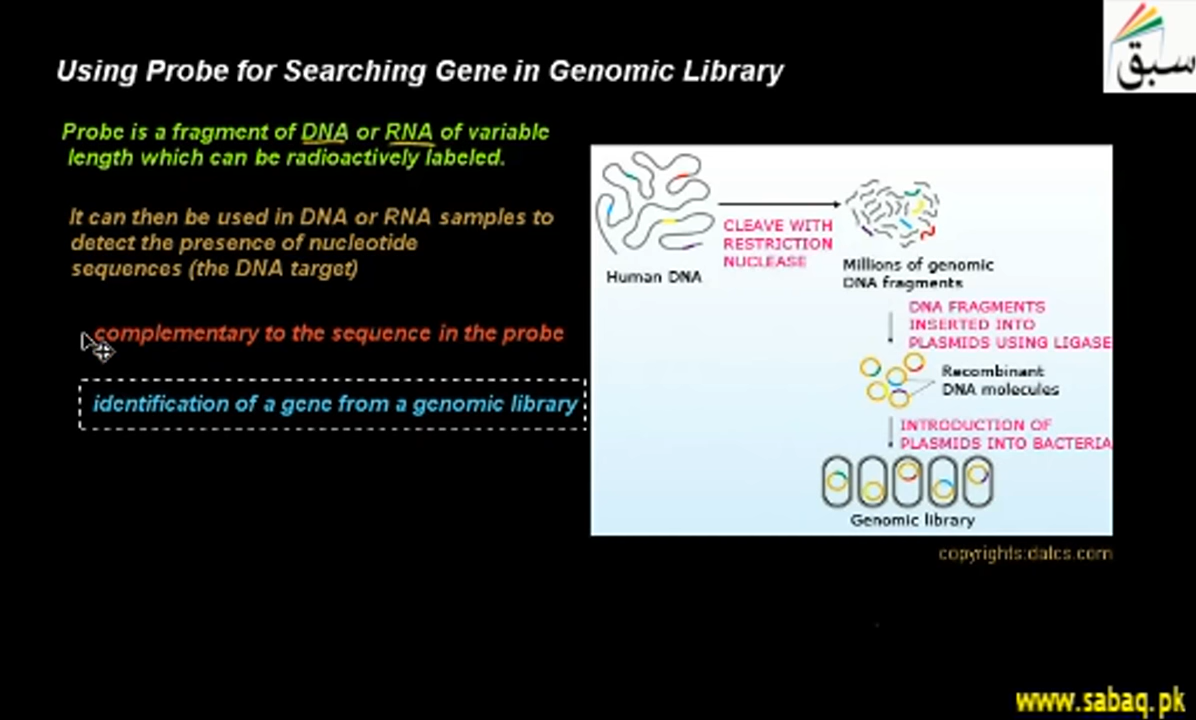 سبق
Using Probe for Searching Gene in Genomic Library
Probe is a fragment of DNA or RNA of variable
length which can be radioactively labeled.
It can then be used in DNA or RNA samples to
detect the presence of nucleotide
sequences (the DNA target)
complementary to the sequence in the probe
identification of a gene from a genomic library
Human DNA
CLEAVE WITH
RESTRICTION
NUCLEASE
Millions of genomic
DNA fragments
DNA FRAGMENTS
INSERTED INTO
PLASMIDS USING LIGASE
Recombinant
DNA molecules
INTRODUCTION OF
PLASMIDS INTO BACTERIA
Genomic library
copyrights:dalcs.com
www.sabaq.pk